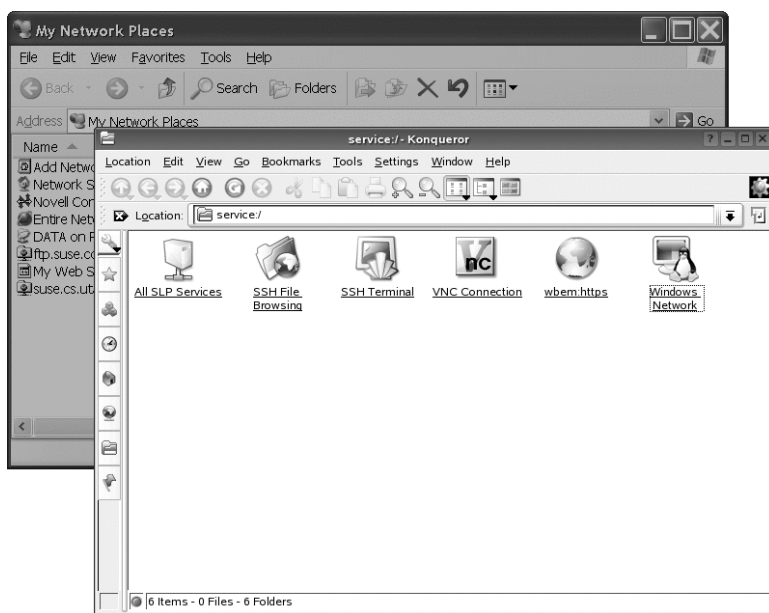 My Network Places
File Edit View Favorites Tools Help
Back Search Folders
Address My Network Places Go
Name
Add Netwo
Network S
Novell Con
Entire Net
DATA on
ftp.suse.co
My Web S
suse.cs.ut
service:/ - Konqueror
Location Edit View Go Bookmarks Tools Settings Window Help
Location: service:/
All SLP Services
SSH File Browsing
SSH Terminal
VNC Connection
wbem:https
Windows Network
6 Items - 0 Files - 6 Folders